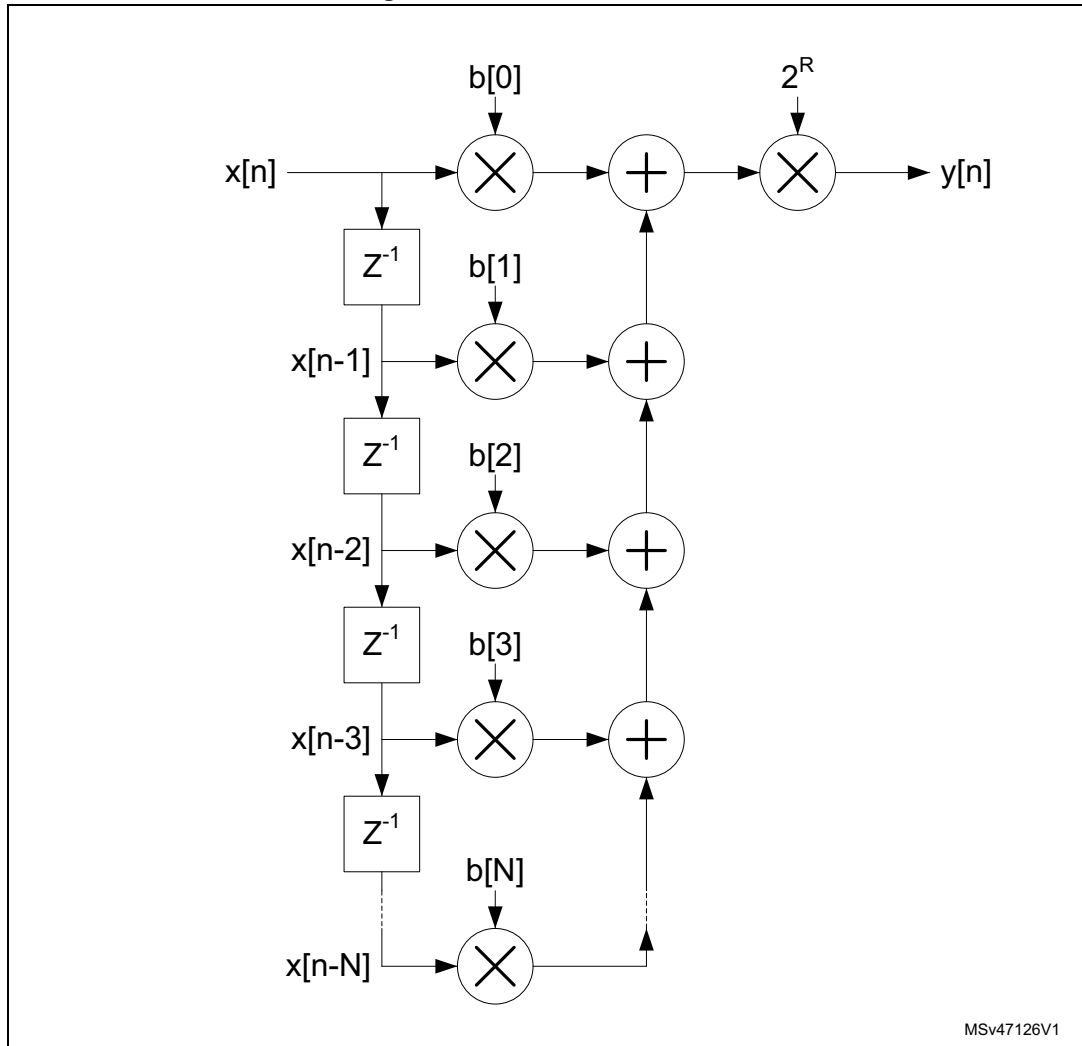 b[0]
2^R
x[n]
y[n]
Z^-1
b[1]
x[n-1]
Z^-1
b[2]
x[n-2]
Z^-1
b[3]
x[n-3]
Z^-1
b[N]
x[n-N]
MSv47126V1